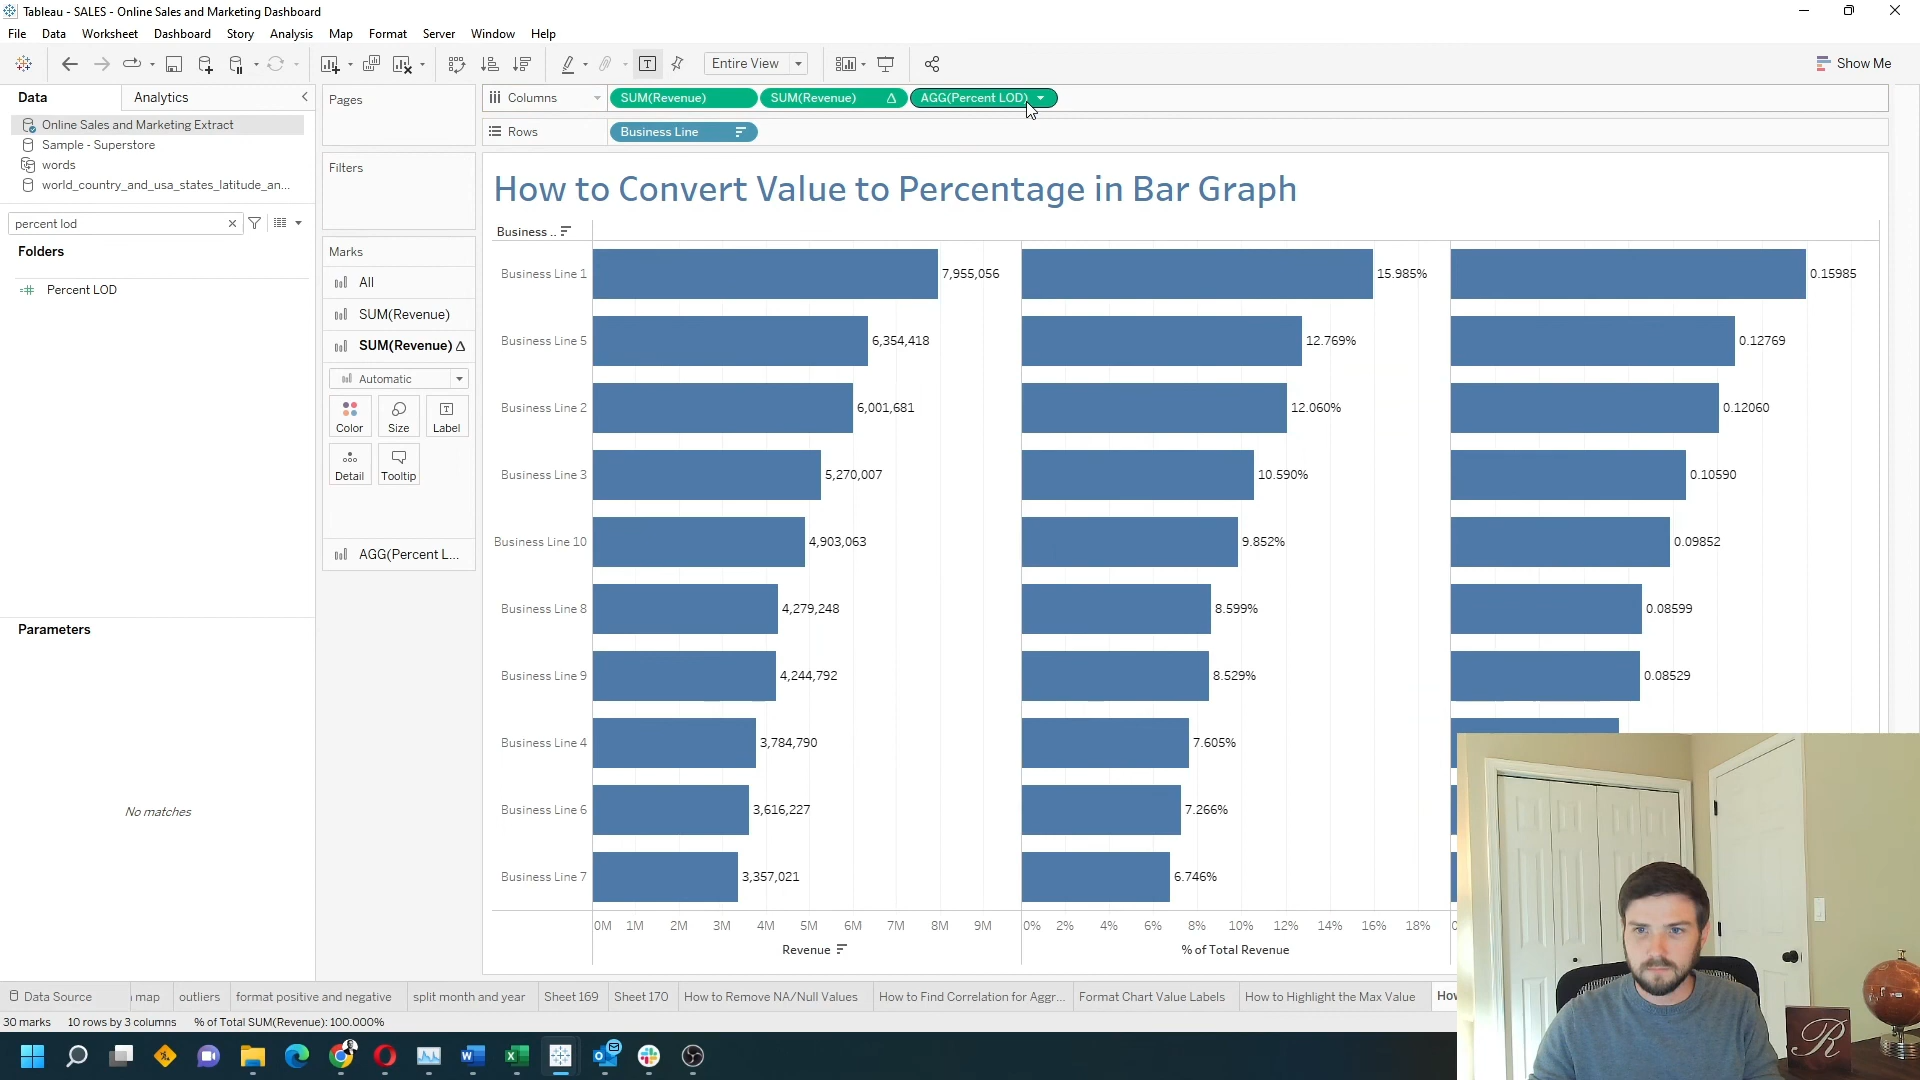 Tableau - SALES - Online Sales and Marketing Dashboard
File Data Worksheet Dashboard Story Analysis Map Format Server Window Help
Entire View
Show Me
Data Analytics
Online Sales and Marketing Extract
Sample - Superstore
words
world_country_and_usa_states_latitude_an...
percent lod
Folders
Percent LOD
Parameters
No matches
Pages
Filters
Marks
All
SUM(Revenue)
SUM(Revenue) Δ
Automatic
Color Size Label
Detail Tooltip
AGG(Percent L...
Columns SUM(Revenue) SUM(Revenue) Δ AGG(Percent LOD)
Rows Business Line
How to Convert Value to Percentage in Bar Graph
Business ..
Business Line 1 7,955,056 15.985% 0.15985
Business Line 5 6,354,418 12.769% 0.12769
Business Line 2 6,001,681 12.060% 0.12060
Business Line 3 5,270,007 10.590% 0.10590
Business Line 10 4,903,063 9.852% 0.09852
Business Line 8 4,279,248 8.599% 0.08599
Business Line 9 4,244,792 8.529% 0.08529
Business Line 4 3,784,790 7.605%
Business Line 6 3,616,227 7.266%
Business Line 7 3,357,021 6.746%
0M 1M 2M 3M 4M 5M 6M 7M 8M 9M 0% 2% 4% 6% 8% 10% 12% 14% 16% 18%
Revenue % of Total Revenue
Data Source map outliers format positive and negative split month and year Sheet 169 Sheet 170 How to Remove NA/Null Values How to Find Correlation for Aggr... Format Chart Value Labels How to Highlight the Max Value
30 marks 10 rows by 3 columns % of Total SUM(Revenue): 100.000%
R